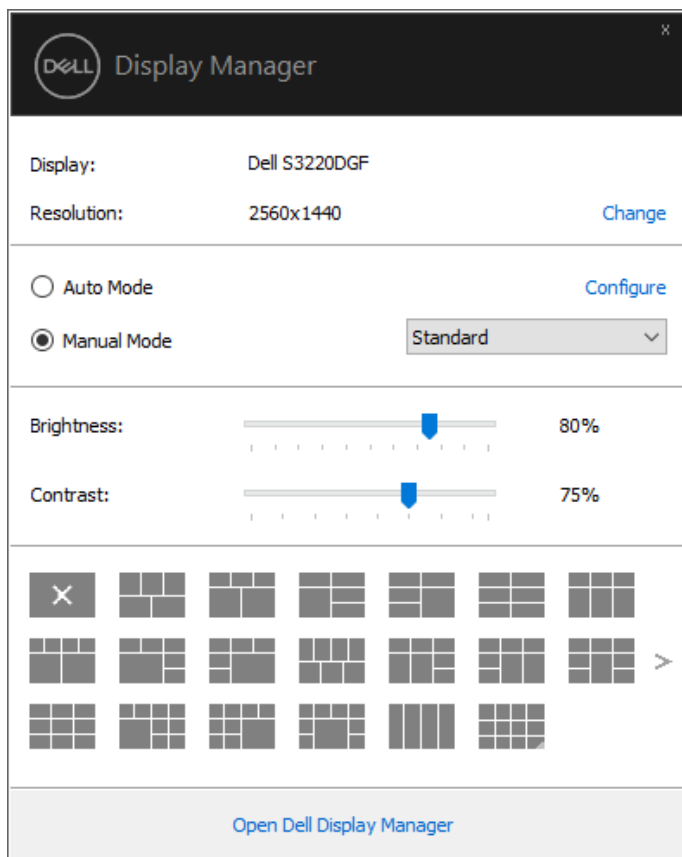 x
DELL Display Manager
Display: Dell S3220DGF
Resolution: 2560x1440 Change
Auto Mode Configure
Manual Mode Standard
Brightness: 80%
Contrast: 75%
Open Dell Display Manager